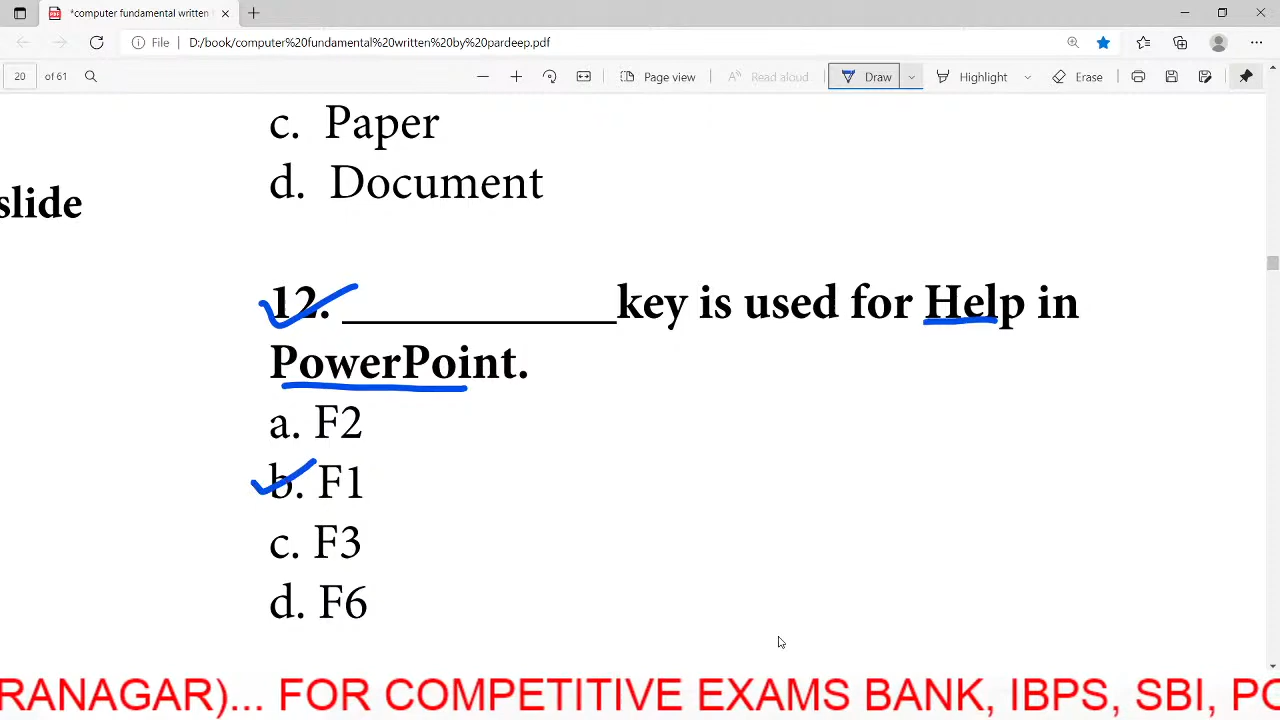 *computer fundamental written
File D:/book/computer%20fundamental%20written%20by%20pardeep.pdf
20 of 61 Page view Read aloud Draw Highlight Erase
c. Paper
d. Document
slide
12. ____________key is used for Help in
PowerPoint.
a. F2
b. F1
c. F3
d. F6
RANAGAR)... FOR COMPETITIVE EXAMS BANK, IBPS, SBI, PO